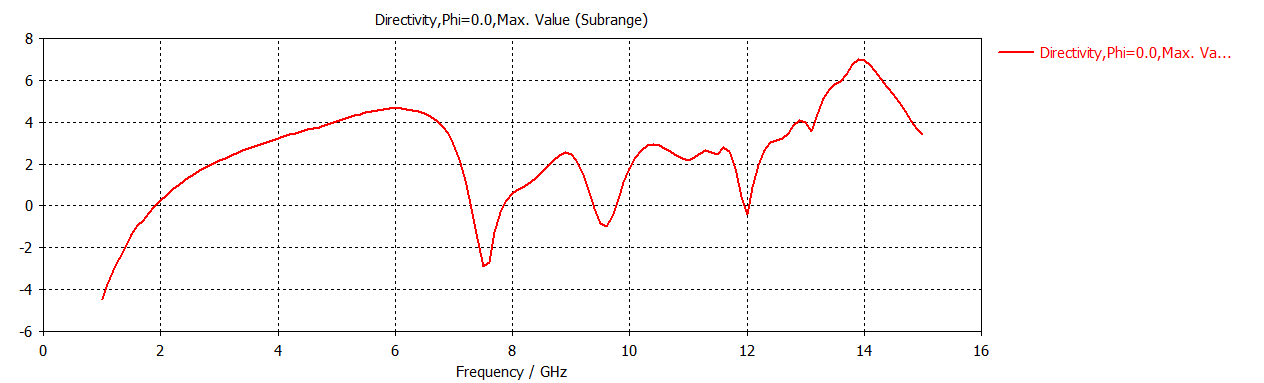 Directivity,Phi=0.0,Max. Value (Subrange)
Directivity,Phi=0.0,Max. Va...
8
6
4
2
0
-2
-4
-6
0 2 4 6 8 10 12 14 16
Frequency / GHz